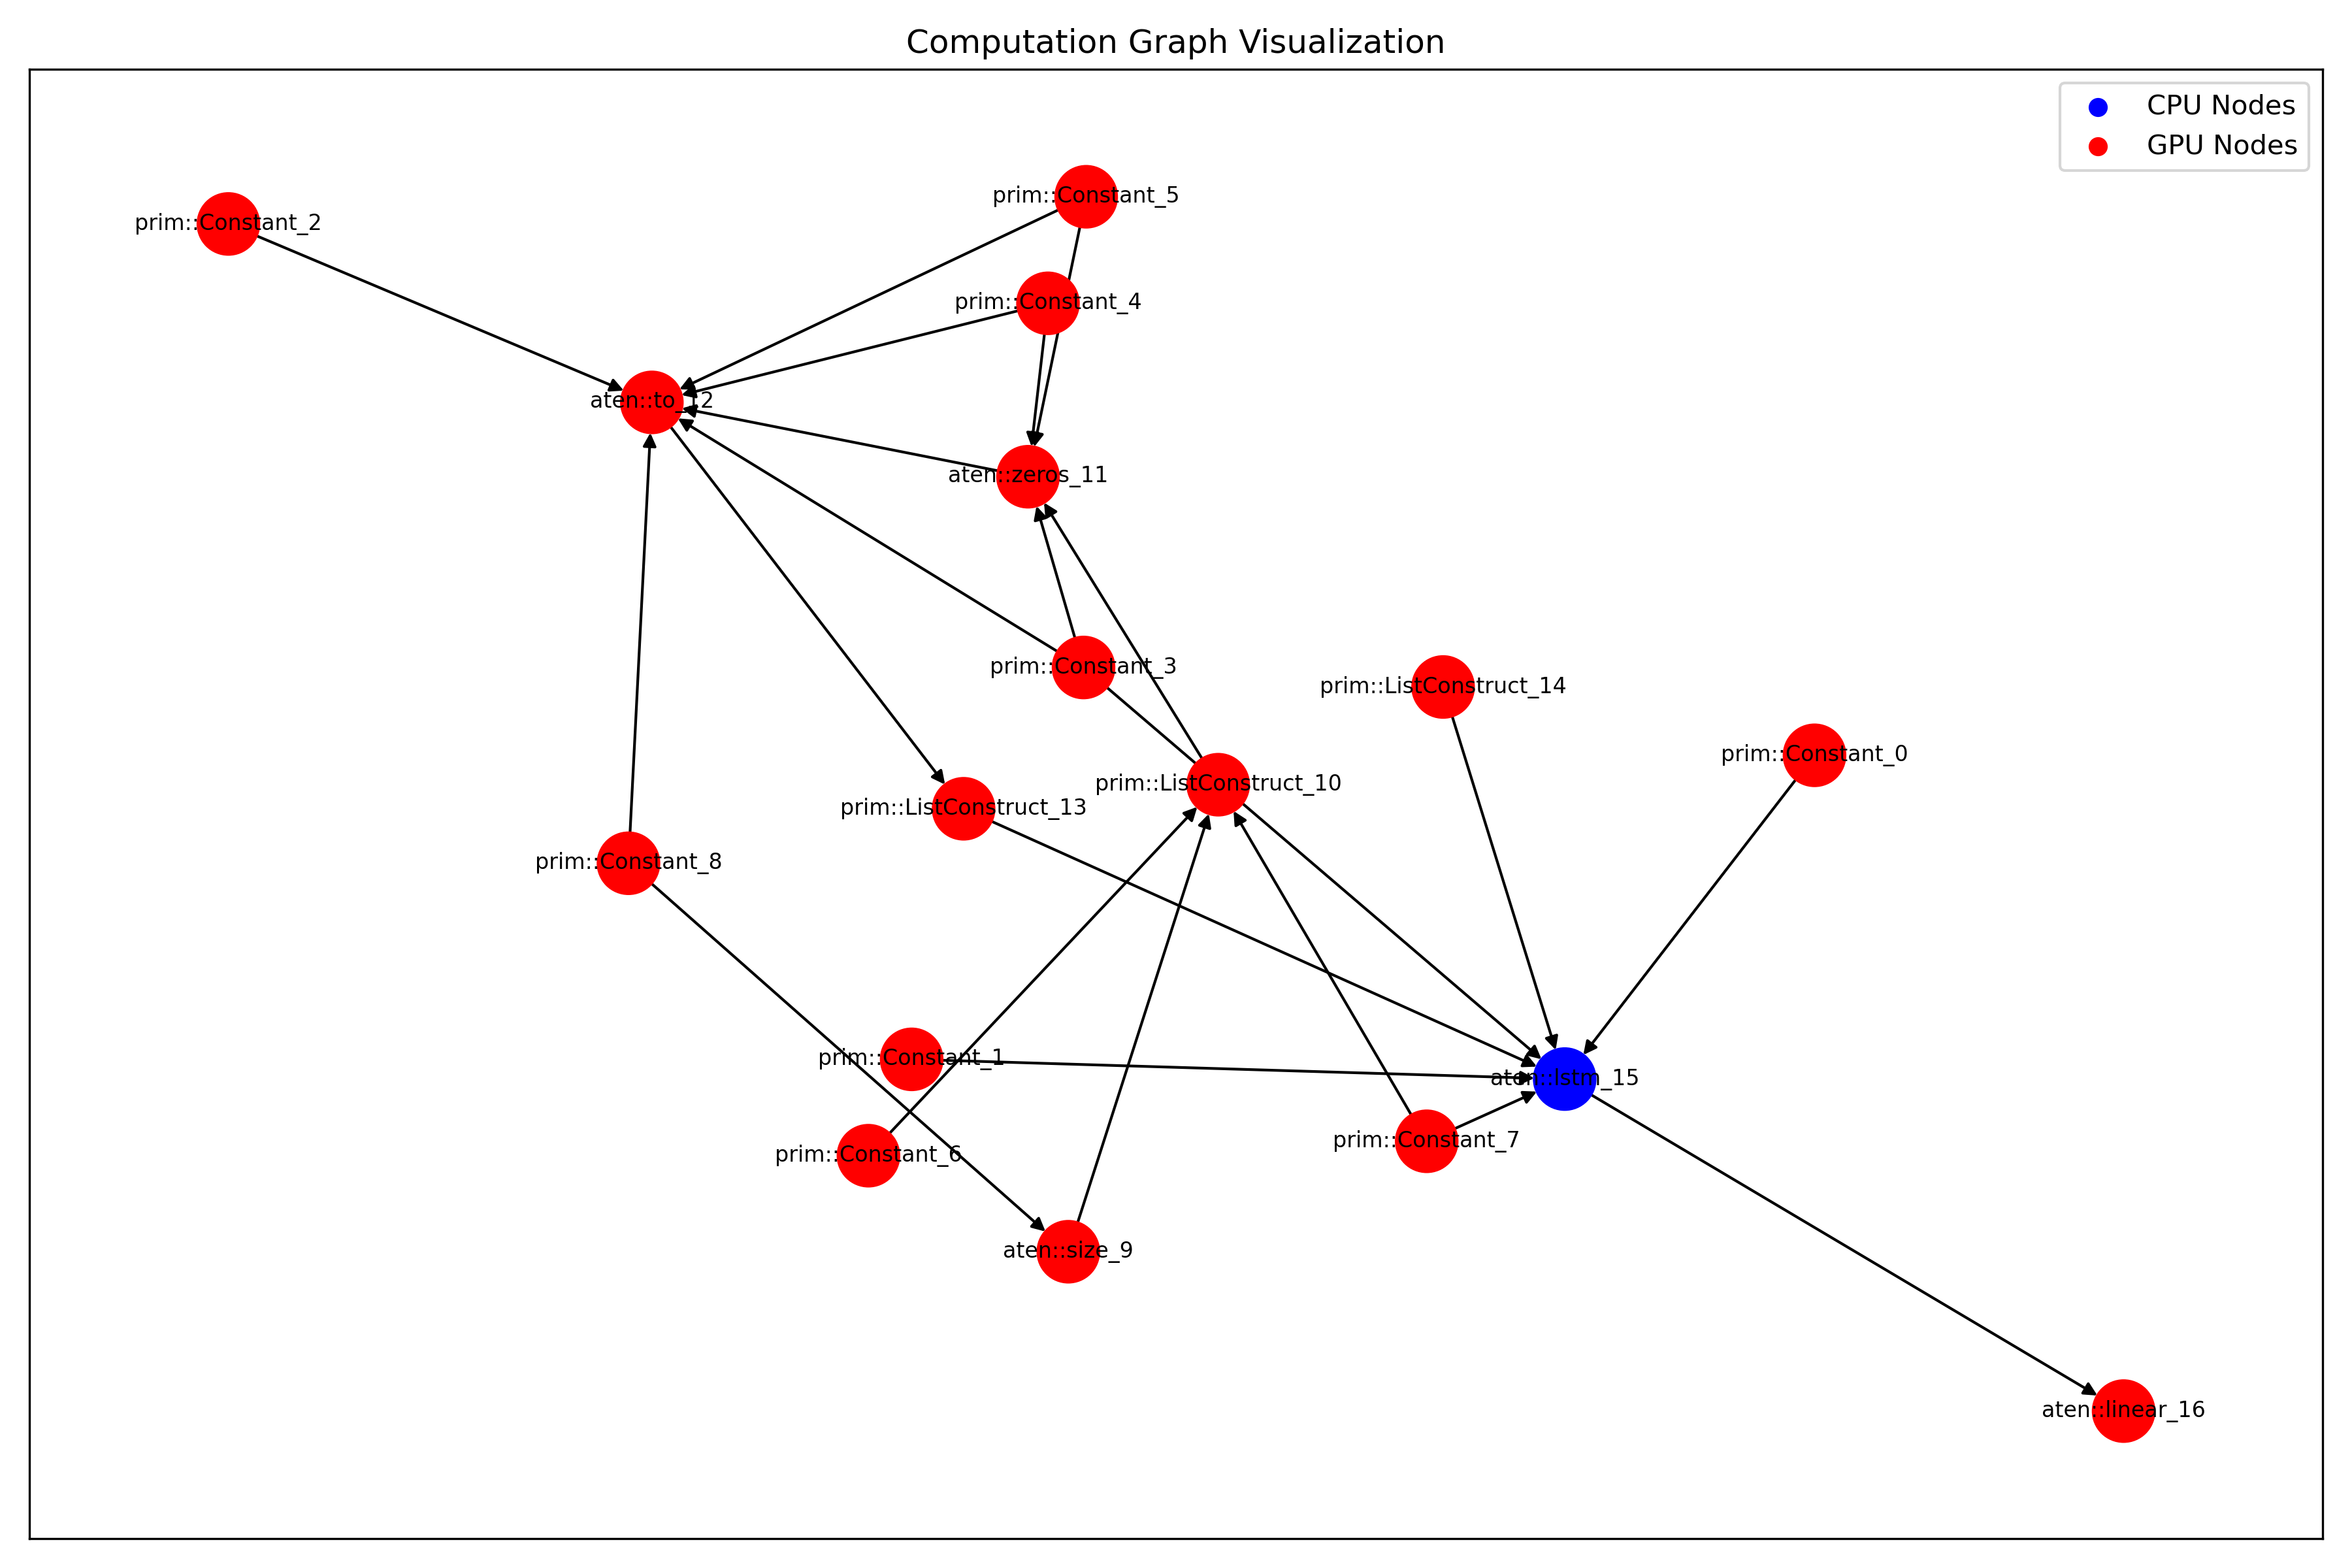 Computation Graph Visualization
CPU Nodes
GPU Nodes
prim::Constant_5
prim::Constant_2
prim::Constant_4
aten::to_12
aten::zeros_11
prim::Constant_3
prim::ListConstruct_14
prim::Constant_0
prim::ListConstruct_10
prim::ListConstruct_13
prim::Constant_8
prim::Constant_1
aten::lstm_15
prim::Constant_7
prim::Constant_6
aten::size_9
aten::linear_16